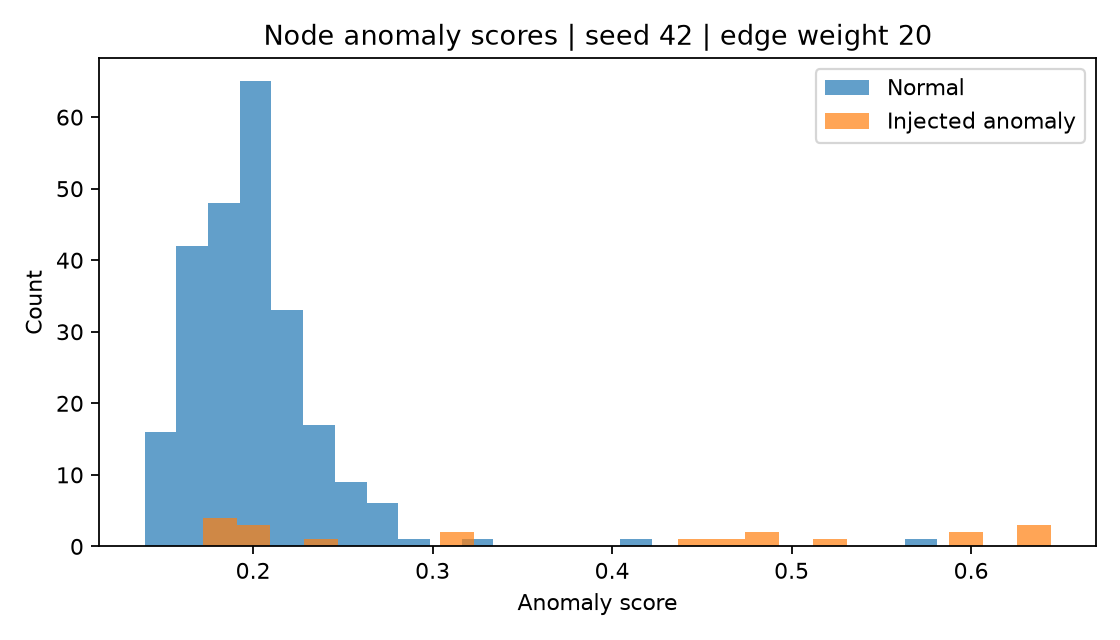 Node anomaly scores | seed 42 | edge weight 20
Normal
Injected anomaly
Count
60
50
40
30
20
10
0
0.2 0.3 0.4 0.5 0.6
Anomaly score